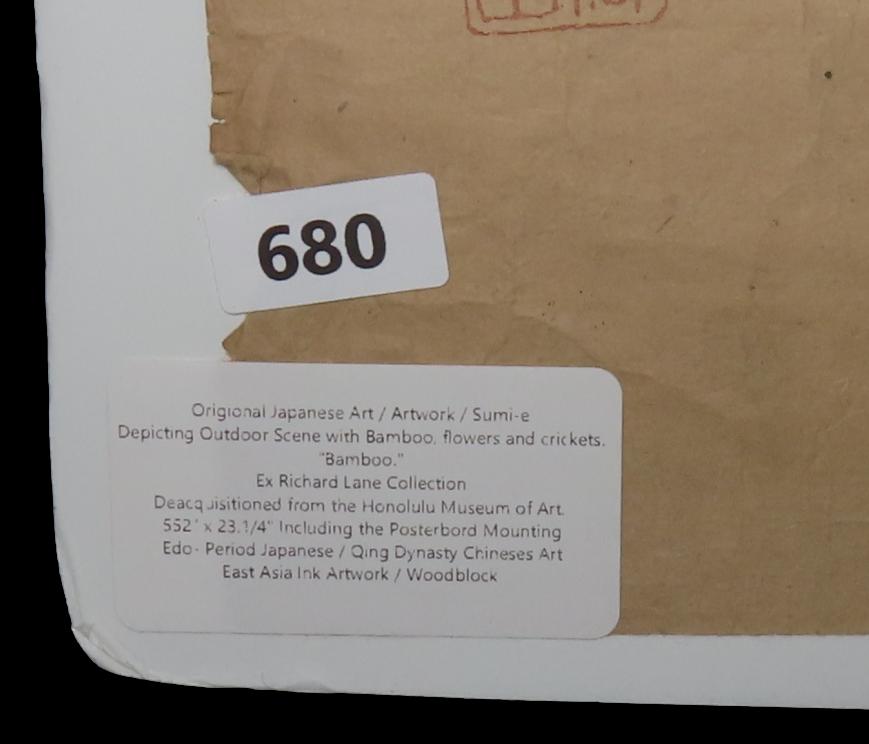 680
Origional Japanese Art / Artwork / Sumi-e
Depicting Outdoor Scene with Bamboo, flowers and crickets.
"Bamboo."
Ex Richard Lane Collection
Deacquisitioned from the Honolulu Museum of Art.
552" x 23.1/4" Including the Posterbord Mounting
Edo- Period Japanese / Qing Dynasty Chineses Art
East Asia Ink Artwork / Woodblock